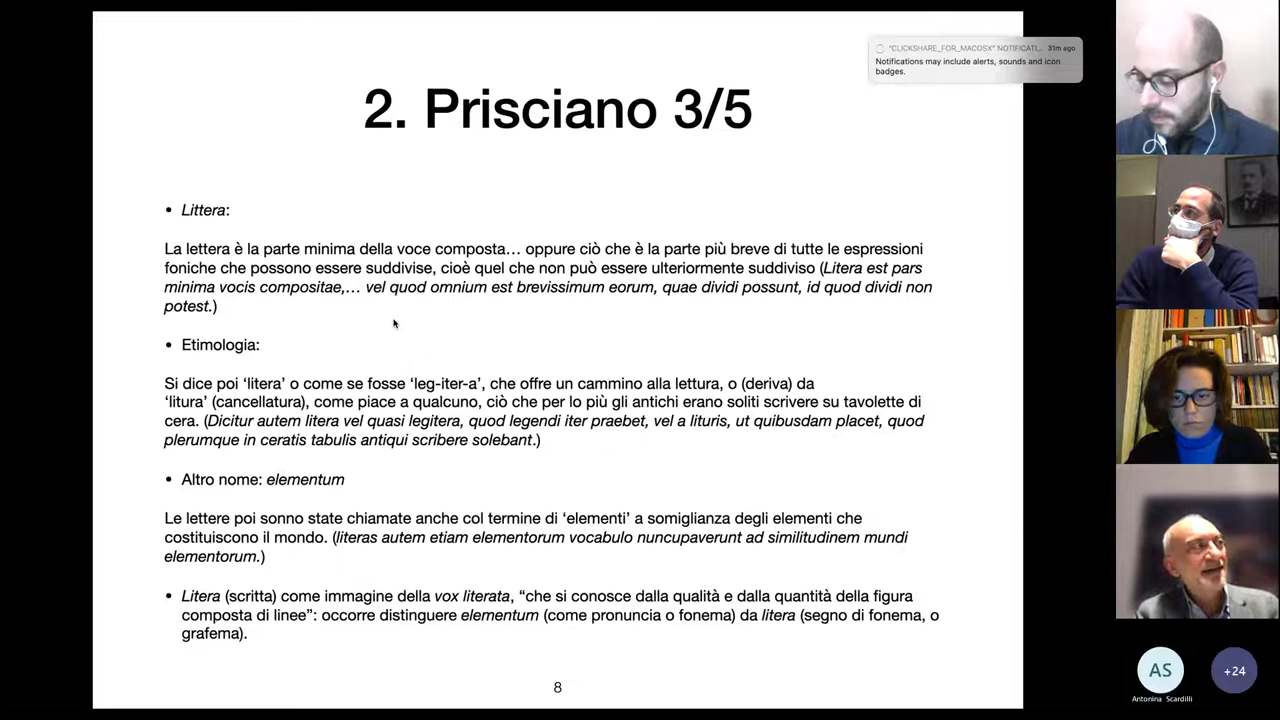 "CLICKSHARE_FOR_MACOSX" NOTIFICATI... 31m ago
Notifications may include alerts, sounds and icon
badges.
2. Prisciano 3/5
• Littera:
La lettera è la parte minima della voce composta… oppure ciò che è la parte più breve di tutte le espressioni
foniche che possono essere suddivise, cioè quel che non può essere ulteriormente suddiviso (Litera est pars
minima vocis compositae,… vel quod omnium est brevissimum eorum, quae dividi possunt, id quod dividi non
potest.)
• Etimologia:
Si dice poi ‘litera’ o come se fosse ‘leg-iter-a’, che offre un cammino alla lettura, o (deriva) da
‘litura’ (cancellatura), come piace a qualcuno, ciò che per lo più gli antichi erano soliti scrivere su tavolette di
cera. (Dicitur autem litera vel quasi legitera, quod legendi iter praebet, vel a lituris, ut quibusdam placet, quod
plerumque in ceratis tabulis antiqui scribere solebant.)
• Altro nome: elementum
Le lettere poi sonno state chiamate anche col termine di ‘elementi’ a somiglianza degli elementi che
costituiscono il mondo. (literas autem etiam elementorum vocabulo nuncupaverunt ad similitudinem mundi
elementorum.)
• Litera (scritta) come immagine della vox literata, “che si conosce dalla qualità e dalla quantità della figura
composta di linee”: occorre distinguere elementum (come pronuncia o fonema) da litera (segno di fonema, o
grafema).
8
AS
+24
Antonina Scardilli